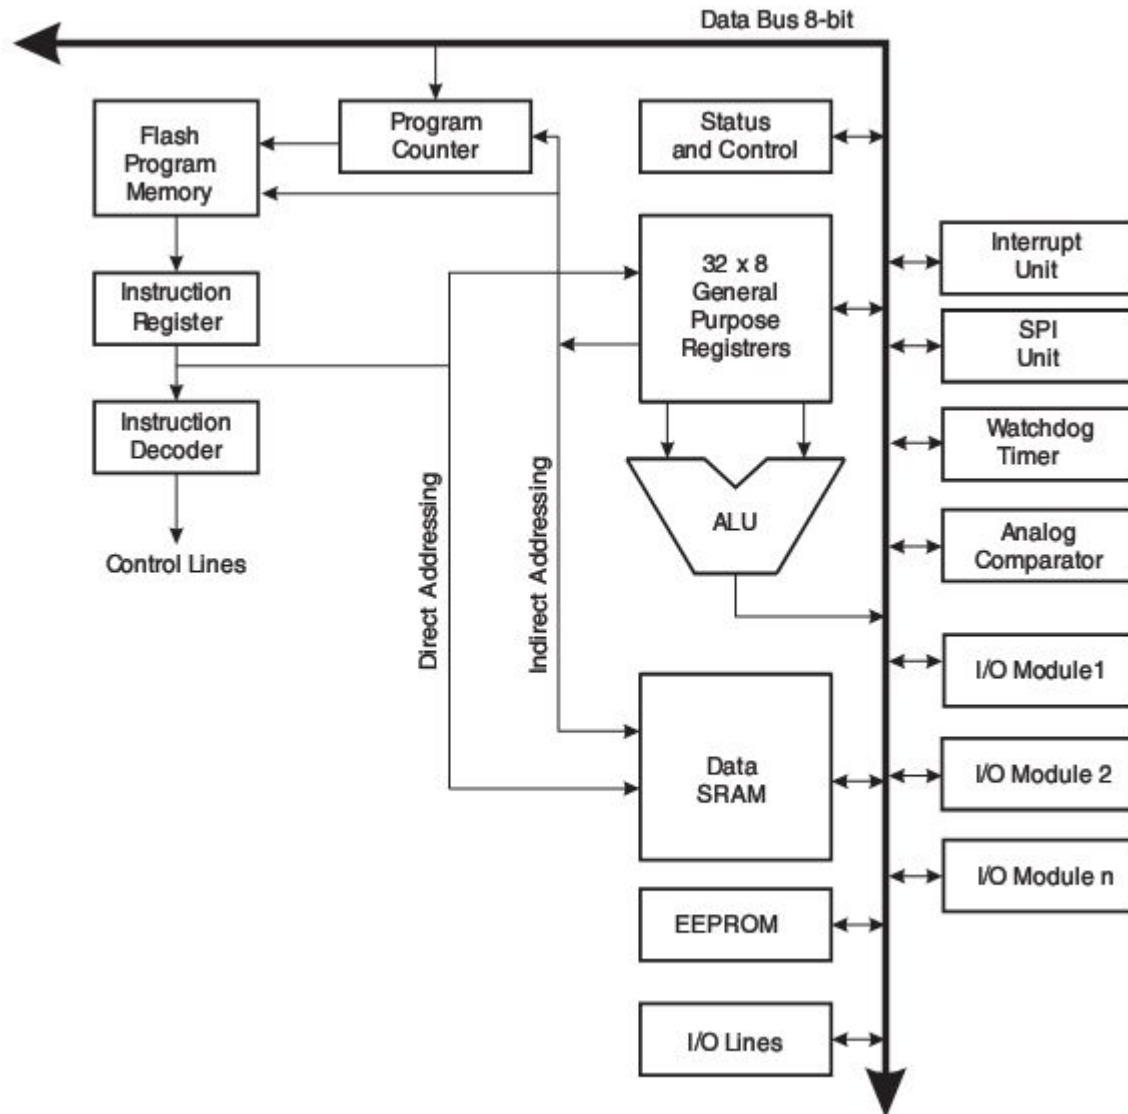 Data Bus 8-bit
Flash
Program
Memory
Program
Counter
Status
and Control
Instruction
Register
32 x 8
General
Purpose
Registrers
Interrupt
Unit
SPI
Unit
Instruction
Decoder
Watchdog
Timer
Control Lines
Direct Addressing
Indirect Addressing
ALU
Analog
Comparator
I/O Module1
Data
SRAM
I/O Module 2
I/O Module n
EEPROM
I/O Lines